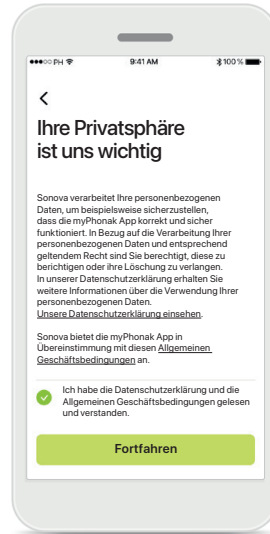 PH 9:41 AM 100 %
Ihre Privatsphäre
ist uns wichtig
Sonova verarbeitet Ihre personenbezogenen
Daten, um beispielsweise sicherzustellen,
dass die myPhonak App korrekt und sicher
funktioniert. In Bezug auf die Verarbeitung Ihrer
personenbezogenen Daten und entsprechend
geltendem Recht sind Sie berechtigt, diese zu
berichtigen oder ihre Löschung zu verlangen.
In unserer Datenschutzerklärung erhalten Sie
weitere Informationen über die Verwendung Ihrer
personenbezogenen Daten.
Unsere Datenschutzerklärung einsehen.
Sonova bietet die myPhonak App in
Übereinstimmung mit diesen Allgemeinen
Geschäftsbedingungen an.
Ich habe die Datenschutzerklärung und die
Allgemeinen Geschäftsbedingungen gelesen
und verstanden.
Fortfahren